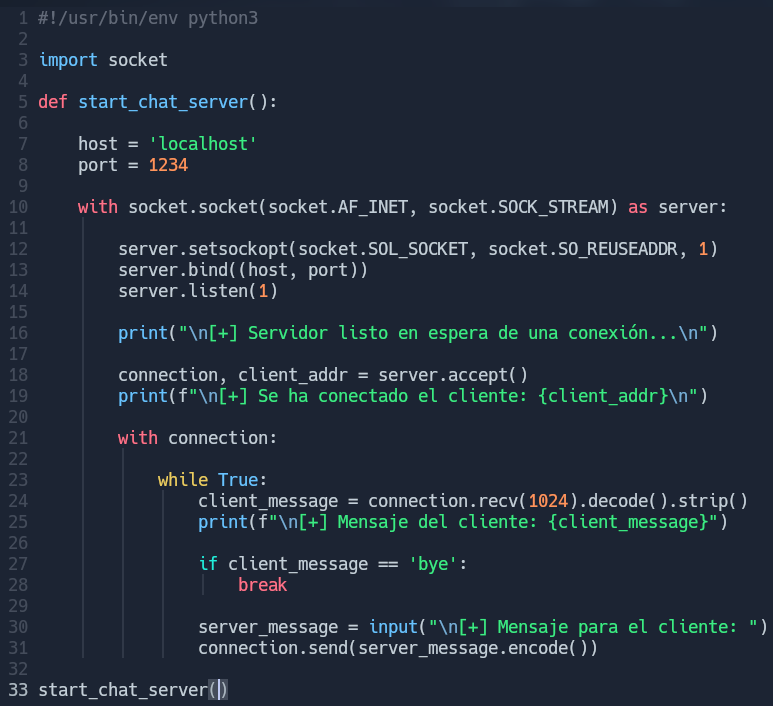 1 #!/usr/bin/env python3
2
3 import socket
4
5 def start_chat_server():
6
7     host = 'localhost'
8     port = 1234
9
10     with socket.socket(socket.AF_INET, socket.SOCK_STREAM) as server:
11
12         server.setsockopt(socket.SOL_SOCKET, socket.SO_REUSEADDR, 1)
13         server.bind((host, port))
14         server.listen(1)
15
16         print("\n[+] Servidor listo en espera de una conexión...\n")
17
18         connection, client_addr = server.accept()
19         print(f"\n[+] Se ha conectado el cliente: {client_addr}\n")
20
21         with connection:
22
23             while True:
24                 client_message = connection.recv(1024).decode().strip()
25                 print(f"\n[+] Mensaje del cliente: {client_message}")
26
27                 if client_message == 'bye':
28                     break
29
30                 server_message = input("\n[+] Mensaje para el cliente: ")
31                 connection.send(server_message.encode())
32
33 start_chat_server()